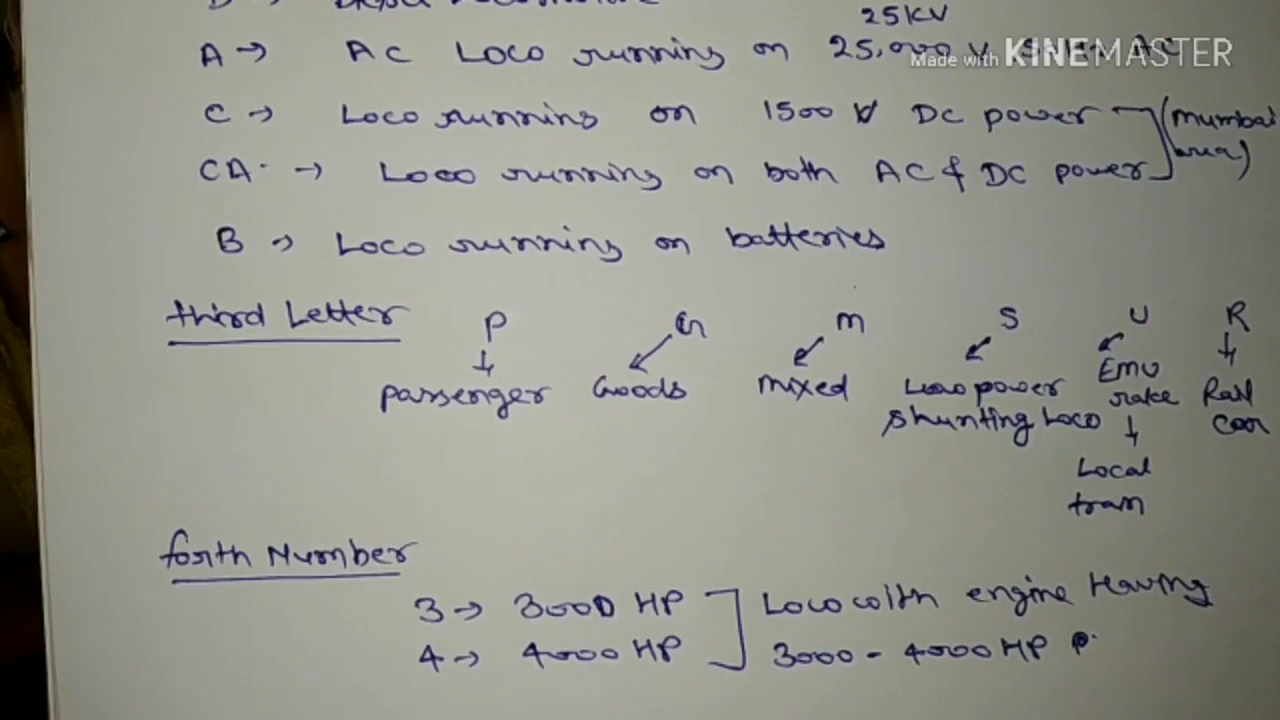 25KV
A → AC Loco running on 25,000 V
Made with KINEMASTER
C → Loco running on 1500 V DC power (mumbai
CA → Loco running on both AC & DC power area)
B → Loco running on batteries
third Letter P G m S U R
passenger Goods mixed Low power Emu Rail
shunting Loco rake car
Local
train
forth Number
3 → 3000 HP Loco with engine Having
4 → 4000 HP 3000 - 4000 HP P